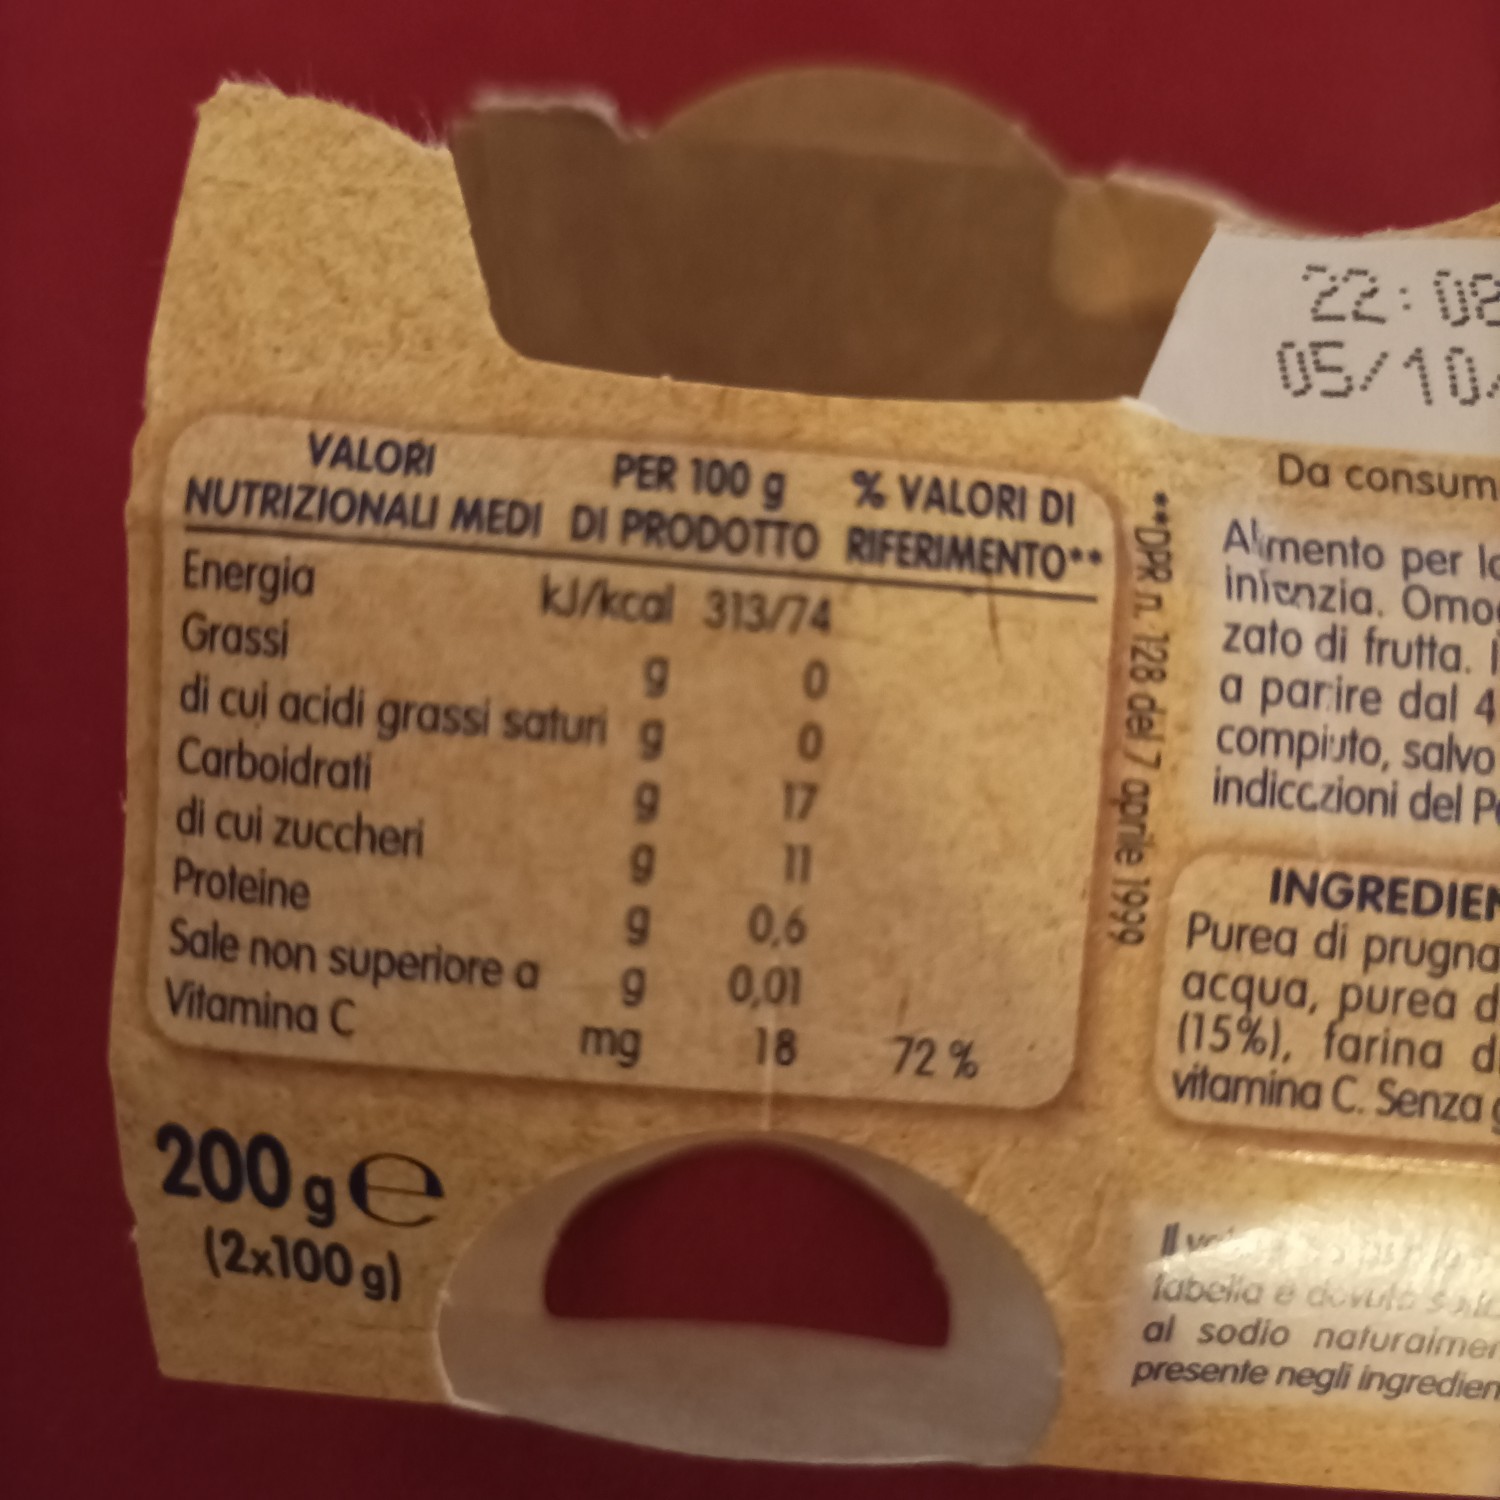 22:08
05/10/
VALORI NUTRIZIONALI MEDI PER 100 g DI PRODOTTO % VALORI DI RIFERIMENTO**
Energia kJ/kcal 313/74
Grassi g 0
di cui acidi grassi saturi g 0
Carboidrati g 17
di cui zuccheri g 11
Proteine g 0,6
Sale non superiore a g 0,01
Vitamina C mg 18 72 %
**DPR n. 128 del 7 aprile 1999
200 g e
(2x100 g)
Da consum
Alimento per la
infanzia. Omog
zato di frutta.
a partire dal 4
compiuto, salvo
indicazioni del Pe
INGREDIEN
Purea di prugna
acqua, purea d
(15%), farina d
vitamina C. Senza g
Il
tabella è dovuto
al sodio naturalmen
presente negli ingredien